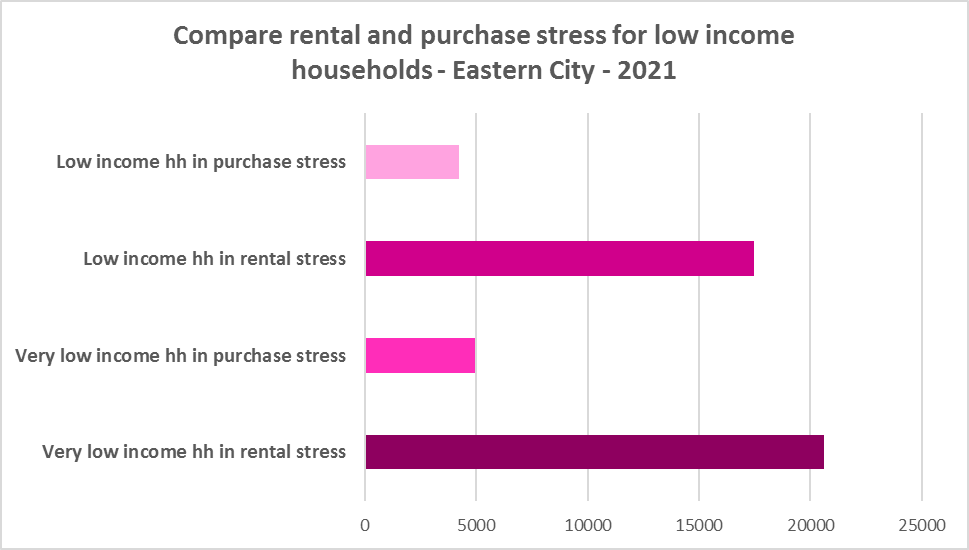 Compare rental and purchase stress for low income
households - Eastern City - 2021
Low income hh in purchase stress
Low income hh in rental stress
Very low income hh in purchase stress
Very low income hh in rental stress
0 5000 10000 15000 20000 25000